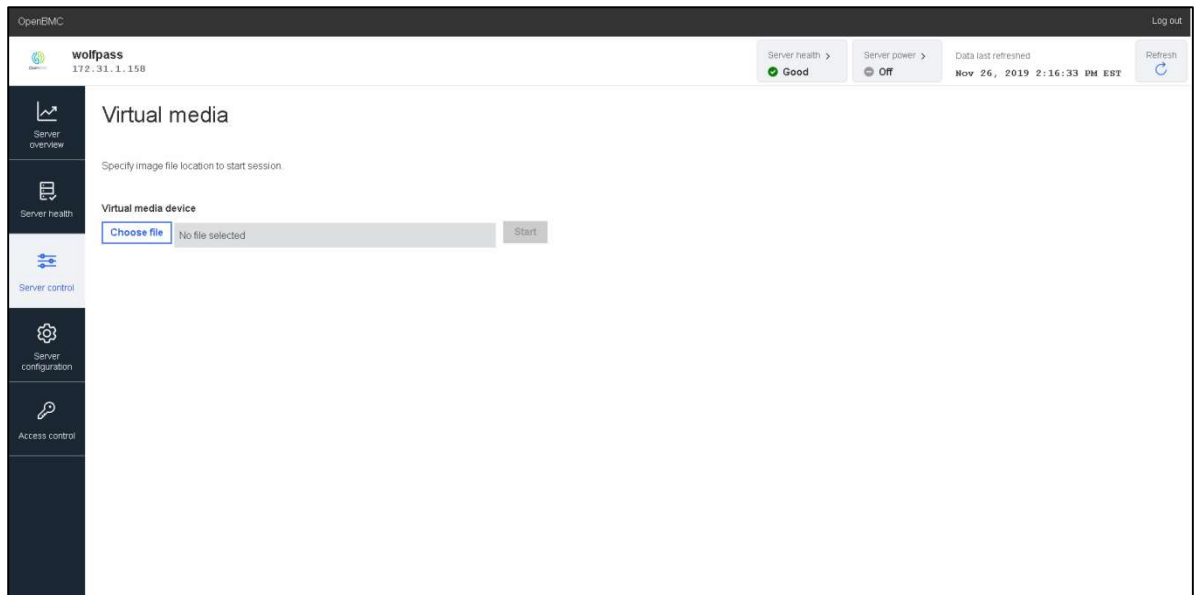 OpenBMC
Log out
wolfpass
172.31.1.158
Server health >
Good
Server power >
Off
Data last refreshed
Nov 26, 2019 2:16:33 PM EST
Refresh
Server
overview
Server health
Server control
Server
configuration
Access control
Virtual media
Specify image file location to start session.
Virtual media device
Choose file
No file selected
Start